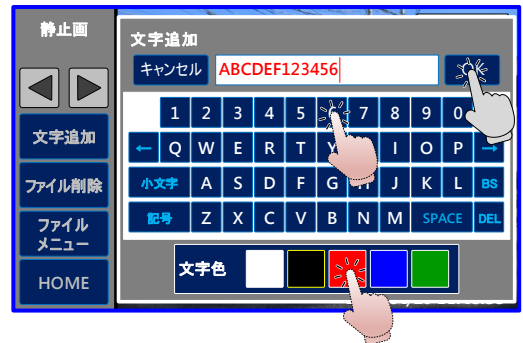 静止画
文字追加
ファイル削除
ファイル
メニュー
HOME
文字追加
キャンセル ABCDEF123456
1 2 3 4 5 6 7 8 9 0
← Q W E R T Y I O P →
小文字 A S D F G H J K L BS
記号 Z X C V B N M SPACE DEL
文字色